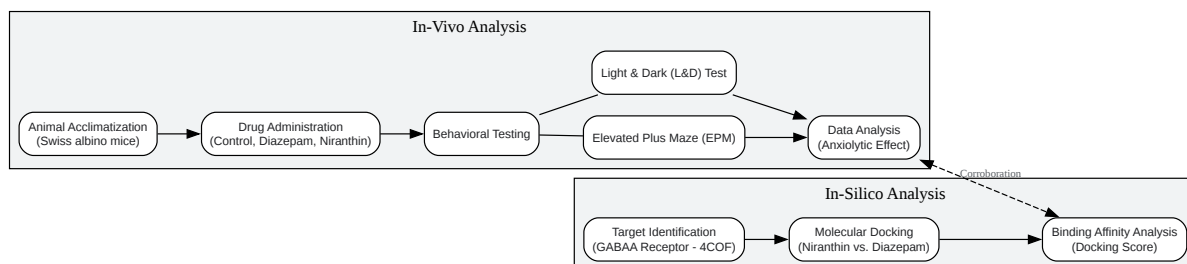 In-Vivo Analysis
Light & Dark (L&D) Test
Animal Acclimatization
(Swiss albino mice)
Drug Administration
(Control, Diazepam, Niranthin)
Behavioral Testing
Elevated Plus Maze (EPM)
Data Analysis
(Anxiolytic Effect)
Corroboration
In-Silico Analysis
Target Identification
(GABAA Receptor - 4COF)
Molecular Docking
(Niranthin vs. Diazepam)
Binding Affinity Analysis
(Docking Score)